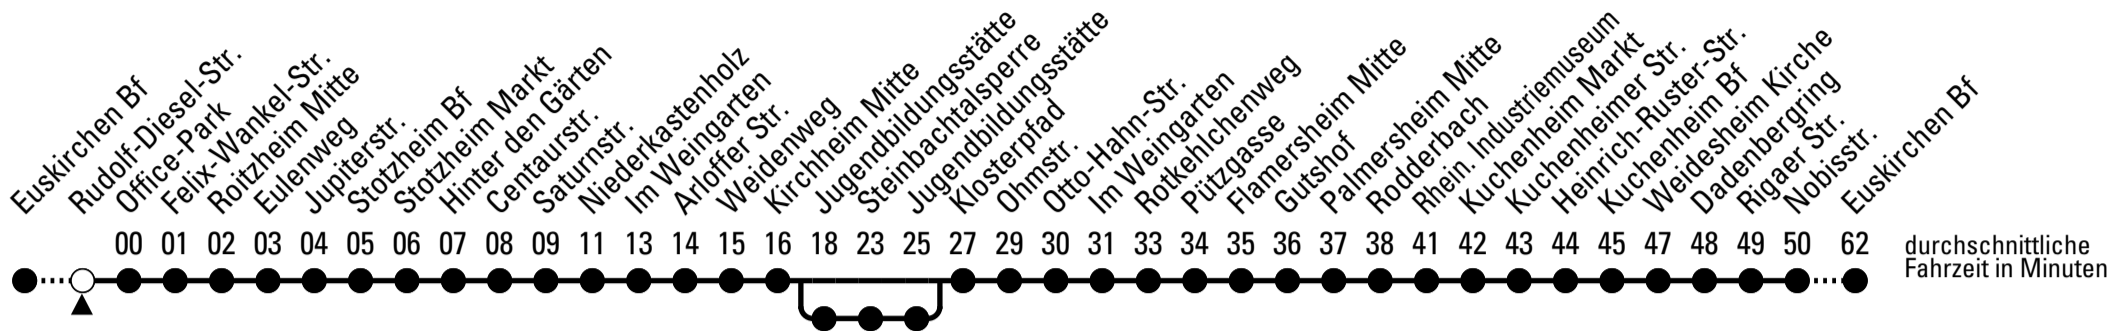 Euskirchen Bf
Rudolf-Diesel-Str.
Office-Park
Felix-Wankel-Str.
Roitzheim Mitte
Eulenweg
Jupiterstr.
Stotzheim Bf
Stotzheim Markt
Hinter den Gärten
Centaurstr.
Saturnstr.
Niederkastenholz
Im Weingarten
Arloffer Str.
Weidenweg
Kirchheim Mitte
Jugendbildungsstätte
Steinbachtalsperre
Jugendbildungsstätte
Klosterpfad
Ohmstr.
Otto-Hahn-Str.
Im Weingarten
Rotkehlchenweg
Pützgasse
Flamersheim Mitte
Gutshof
Palmersheim Mitte
Rodderbach
Rhein. Industriemuseum
Kuchenheim Markt
Kuchenheimer Str.
Heinrich-Ruster-Str.
Kuchenheim Bf
Weidesheim Kirche
Dadenbergring
Rigaer Str.
Nobisstr.
Euskirchen Bf
00 01 02 03 04 05 06 07 08 09 11 13 14 15 16 18 23 25 27 29 30 31 33 34 35 36 37 38 41 42 43 44 45 47 48 49 50 62
durchschnittliche
Fahrzeit in Minuten